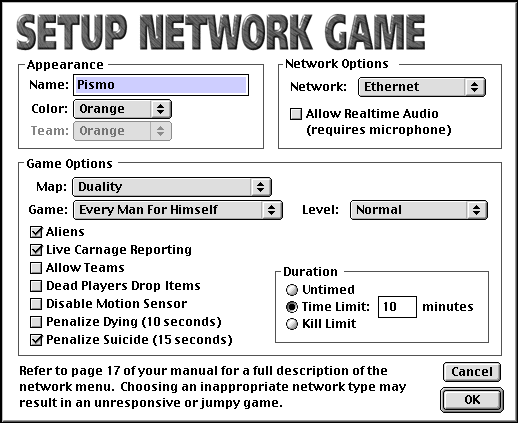 SETUP NETWORK GAME
Appearance
Name: Pismo
Color: Orange
Team: Orange
Network Options
Network: Ethernet
Allow Realtime Audio
(requires microphone)
Game Options
Map: Duality
Game: Every Man For Himself Level: Normal
Aliens
Live Carnage Reporting
Allow Teams
Dead Players Drop Items
Disable Motion Sensor
Penalize Dying (10 seconds)
Penalize Suicide (15 seconds)
Duration
Untimed
Time Limit: 10 minutes
Kill Limit
Refer to page 17 of your manual for a full description of the
network menu. Choosing an inappropriate network type may
result in an unresponsive or jumpy game.
Cancel
OK